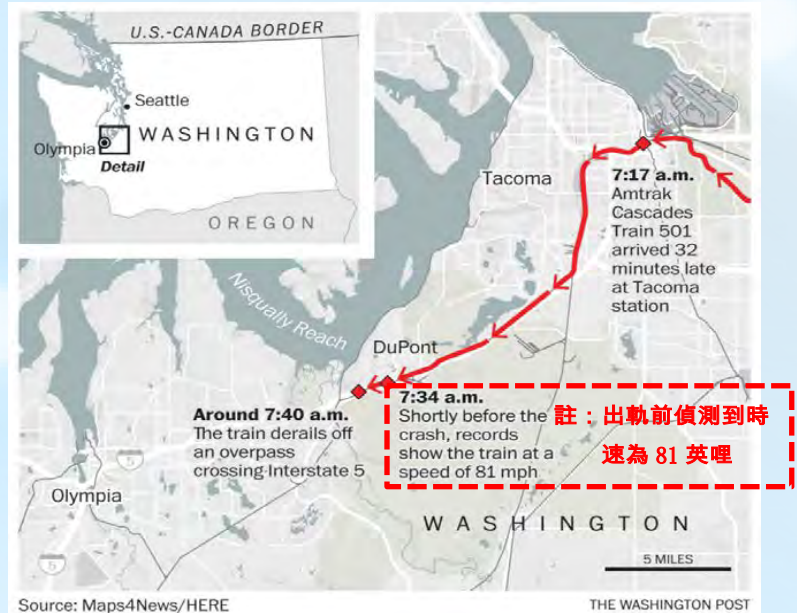 U.S.-CANADA BORDER
Seattle
WASHINGTON
Olympia
Detail
OREGON
Tacoma
7:17 a.m.
Amtrak
Cascades
Train 501
arrived 32
minutes late
at Tacoma
station
Nisqually Reach
DuPont
7:34 a.m.
Shortly before the
crash, records
show the train at a
speed of 81 mph
註：出軌前偵測到時
速為 81 英哩
Around 7:40 a.m.
The train derails off
an overpass
crossing Interstate 5
5
Olympia
5
WASHINGTON
5 MILES
Source: Maps4News/HERE
THE WASHINGTON POST